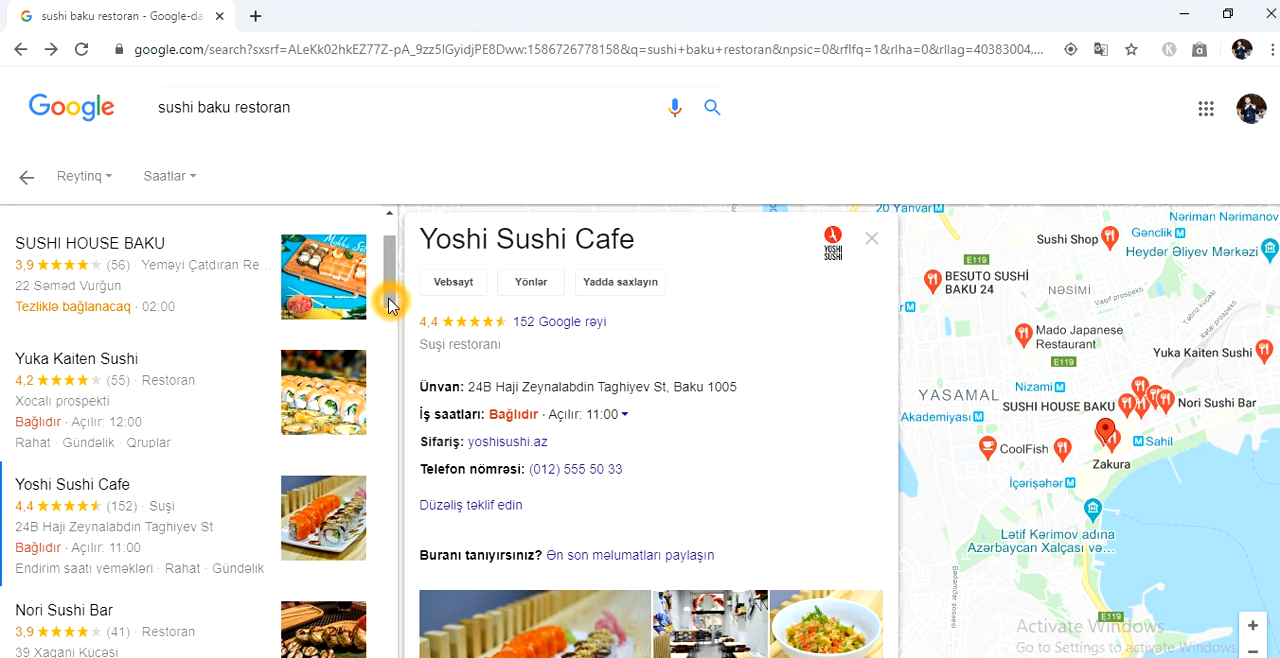 sushi baku restoran - Google-da
google.com/search?sxsrf=ALeKk02hkEZ77Z-pA_9zz5lGyidjPE8Dww:1586726778158&q=sushi+baku+restoran&npsic=0&rflfq=1&rlha=0&rllag=40383004,...
Google
sushi baku restoran
Reytinq
Saatlar
SUSHI HOUSE BAKU
3,9 (56) · Yeməyi Çatdıran Re...
22 Səməd Vurğun
Tezliklə bağlanacaq · 02:00
Yuka Kaiten Sushi
4,2 (55) · Restoran
Xocalı prospekti
Bağlıdır · Açılır: 12:00
Rahat · Gündəlik · Qruplar
Yoshi Sushi Cafe
4,4 (152) · Suşi
24B Haji Zeynalabdin Taghiyev St
Bağlıdır · Açılır: 11:00
Endirim saatı yeməkləri · Rahat · Gündəlik
Nori Sushi Bar
3,9 (41) · Restoran
39 Xaqani Küçəsi
Yoshi Sushi Cafe
YOSHI
SUSHI
Vebsayt
Yönlər
Yadda saxlayın
4,4 152 Google rəyi
Suşi restoranı
Ünvan: 24B Haji Zeynalabdin Taghiyev St, Baku 1005
İş saatları: Bağlıdır · Açılır: 11:00
Sifariş: yoshisushi.az
Telefon nömrəsi: (012) 555 50 33
Düzəliş təklif edin
Buranı tanıyırsınız? Ən son məlumatları paylaşın
20 Yanvar
Nəriman Nərimanov
Gənclik
Sushi Shop
Heydər Əliyev Mərkəzi
E119
BESUTO SUSHI
BAKU 24
NƏSİMİ
Vaqif prospekti
Mado Japanese
Restaurant
E119
Yuka Kaiten Sushi
Nizami
YASAMAL
SUSHI HOUSE BAKU
Nori Sushi Bar
Akademiyası
Sahil
CoolFish
Zakura
İçərişəhər
Lətif Kərimov adına
Azərbaycan Xalçası və...
E119
Activate Windows
Go to Settings to activate Windows.